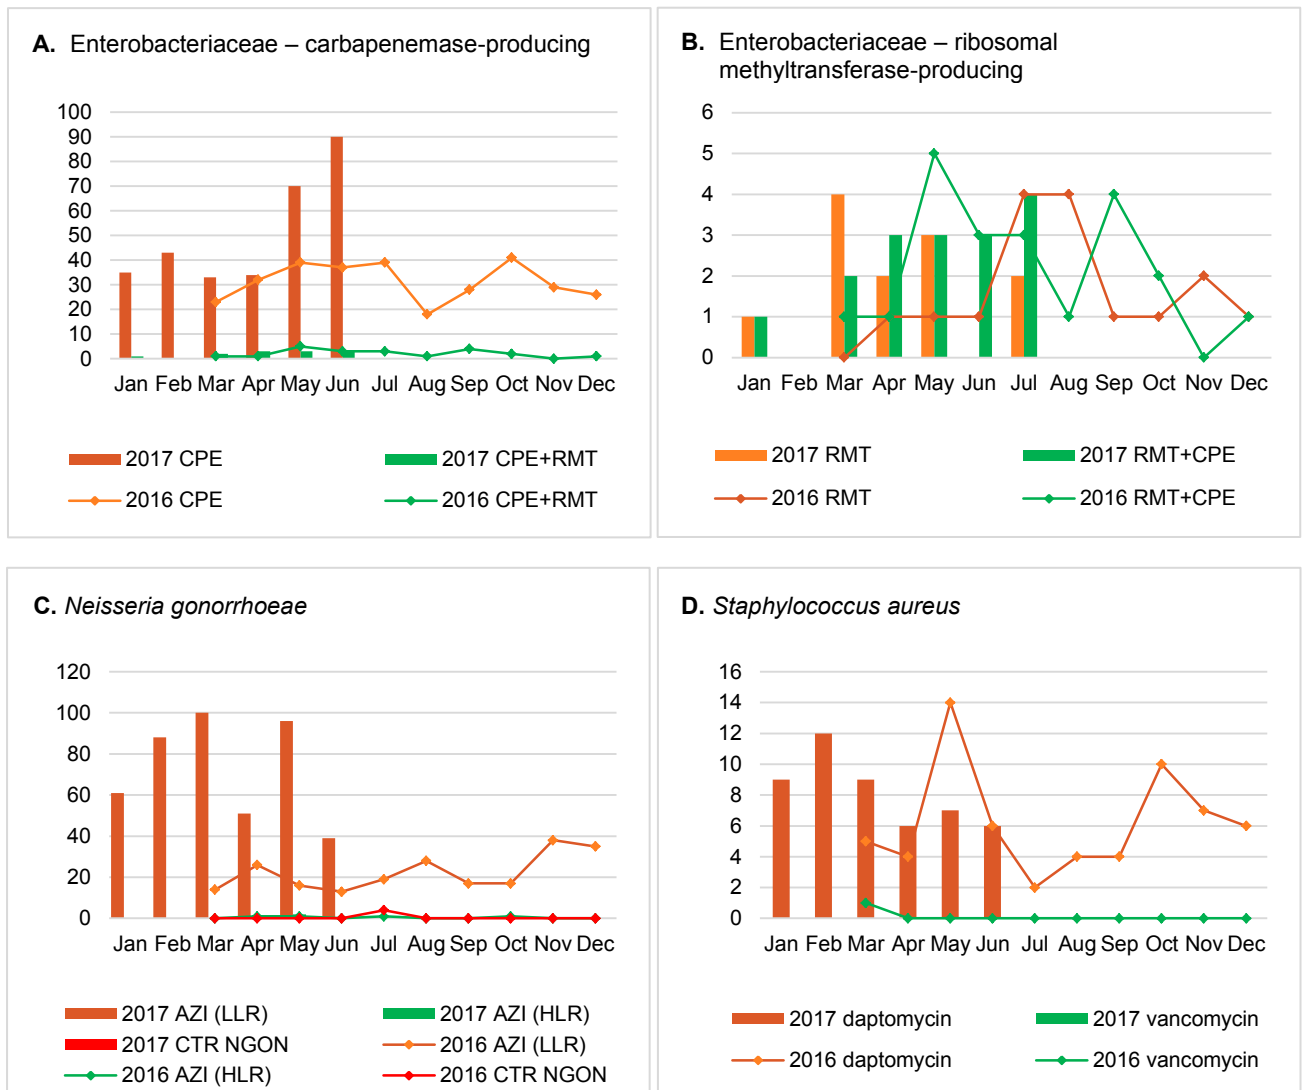 A. Enterobacteriaceae – carbapenemase-producing
100
90
80
70
60
50
40
30
20
10
0
Jan Feb Mar Apr May Jun Jul Aug Sep Oct Nov Dec
2017 CPE 2017 CPE+RMT
2016 CPE 2016 CPE+RMT
B. Enterobacteriaceae – ribosomal
methyltransferase-producing
6
5
4
3
2
1
0
Jan Feb Mar Apr May Jun Jul Aug Sep Oct Nov Dec
2017 RMT 2017 RMT+CPE
2016 RMT 2016 RMT+CPE
C. Neisseria gonorrhoeae
120
100
80
60
40
20
0
Jan Feb Mar Apr May Jun Jul Aug Sep Oct Nov Dec
2017 AZI (LLR) 2017 AZI (HLR)
2017 CTR NGON 2016 AZI (LLR)
2016 AZI (HLR) 2016 CTR NGON
D. Staphylococcus aureus
16
14
12
10
8
6
4
2
0
Jan Feb Mar Apr May Jun Jul Aug Sep Oct Nov Dec
2017 daptomycin 2017 vancomycin
2016 daptomycin 2016 vancomycin